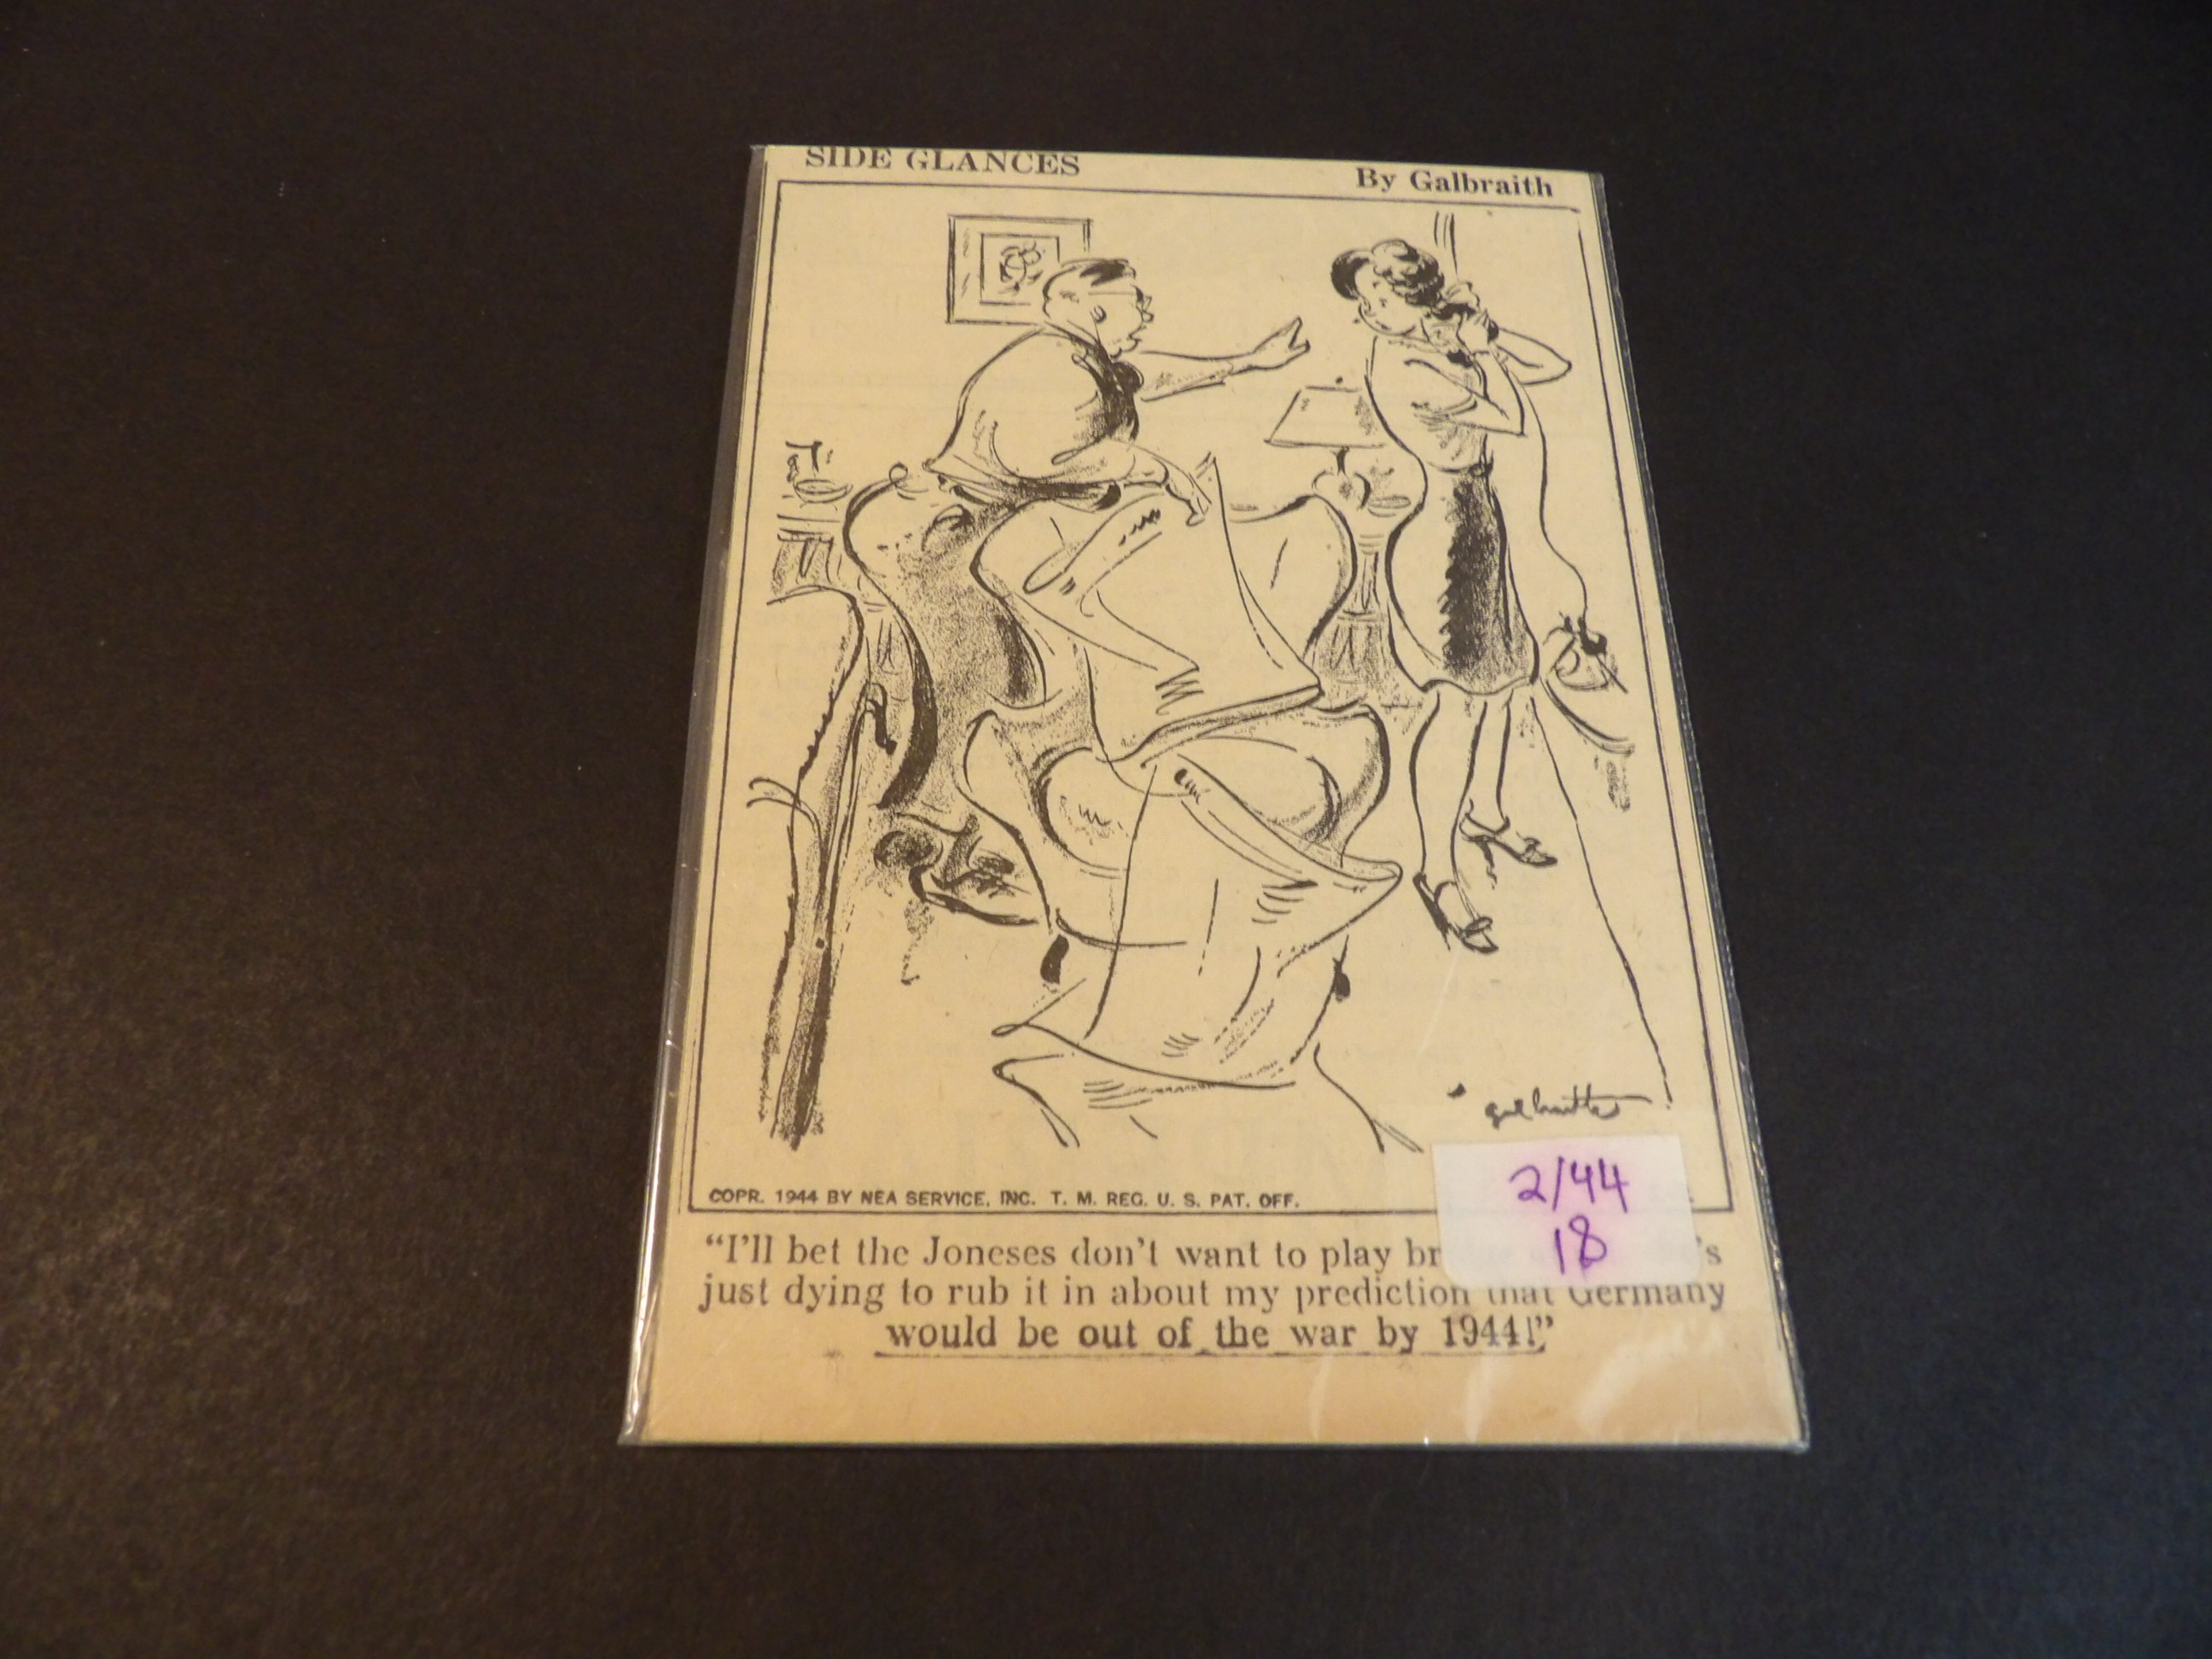 SIDE GLANCES
By Galbraith
galbraith
COPR. 1944 BY NEA SERVICE, INC. T. M. REG. U. S. PAT. OFF.
2/44
18
“I’ll bet the Joneses don’t want to play ’s
just dying to rub it in about my prediction that Germany
would be out of the war by 1944!”